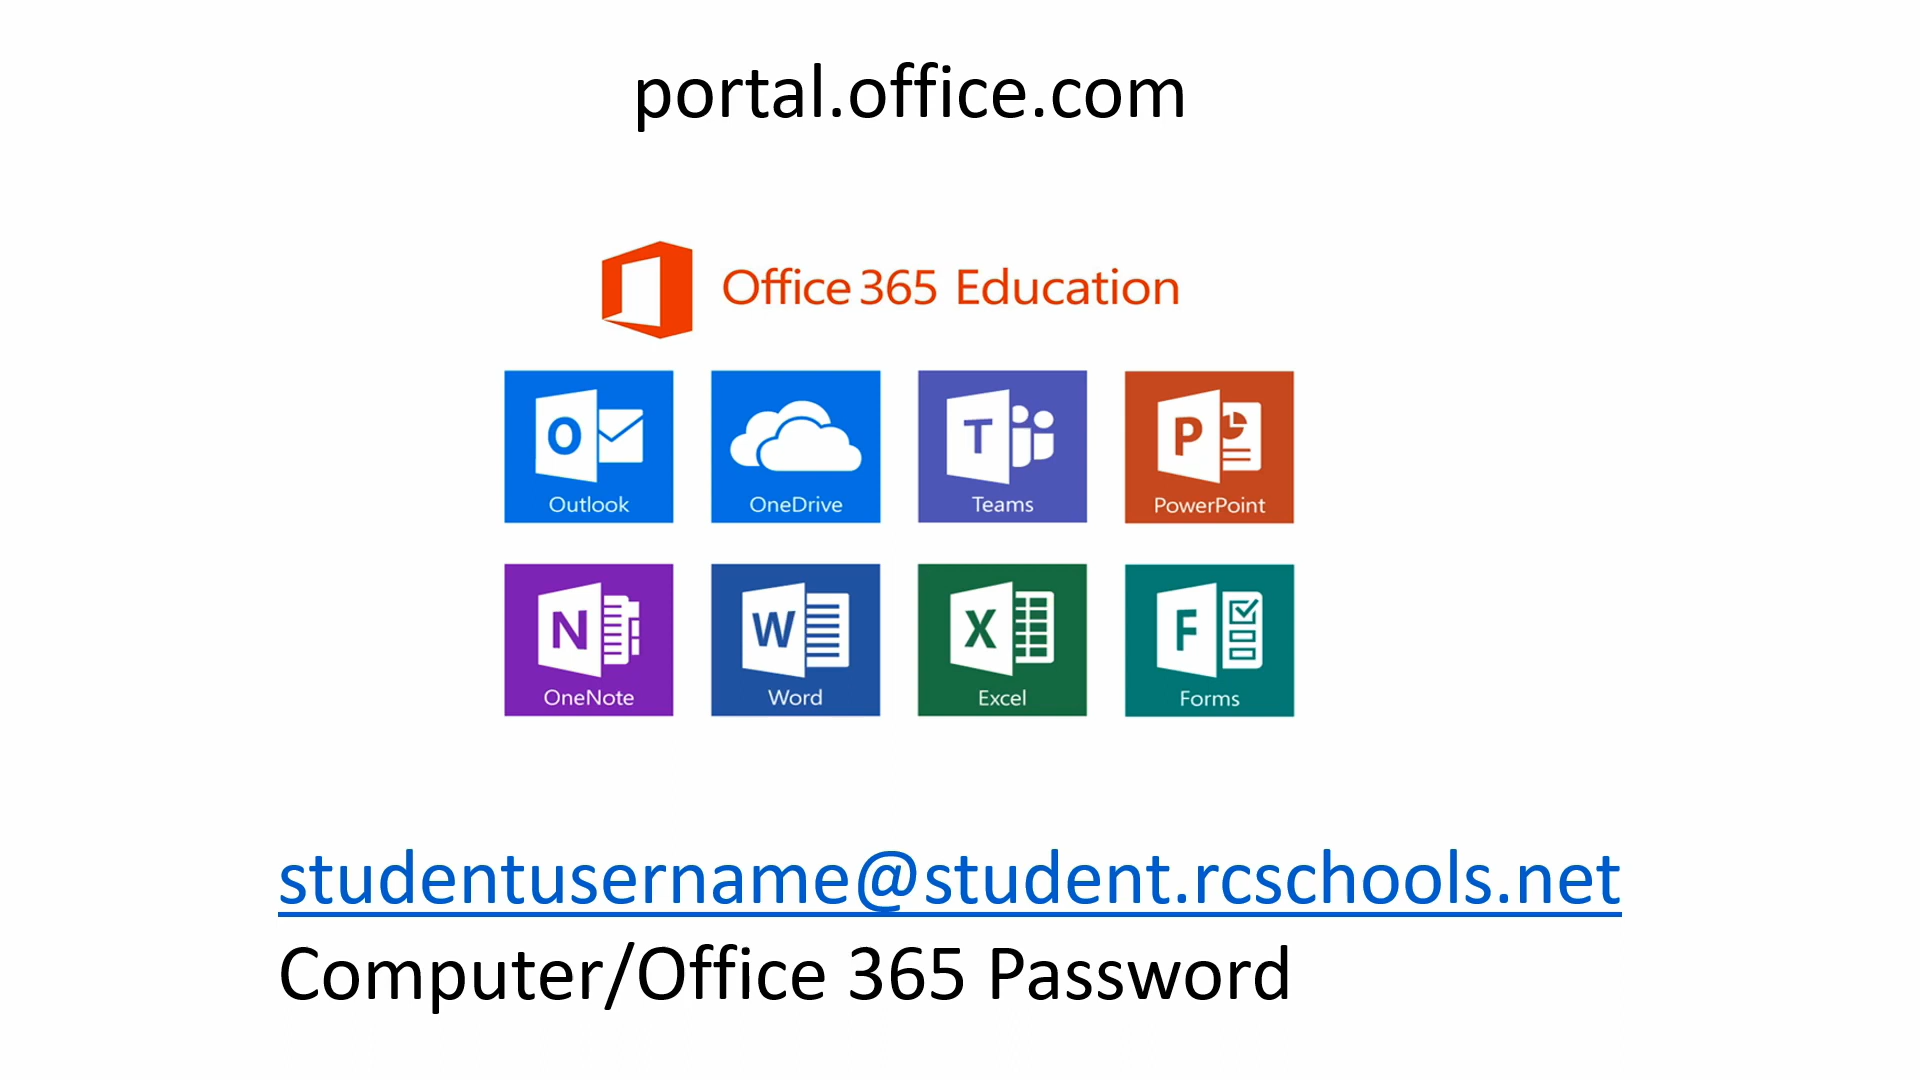 portal.office.com
Office 365 Education
O Outlook
OneDrive
T Teams
P PowerPoint
N OneNote
W Word
X Excel
F Forms
studentusername@student.rcschools.net
Computer/Office 365 Password